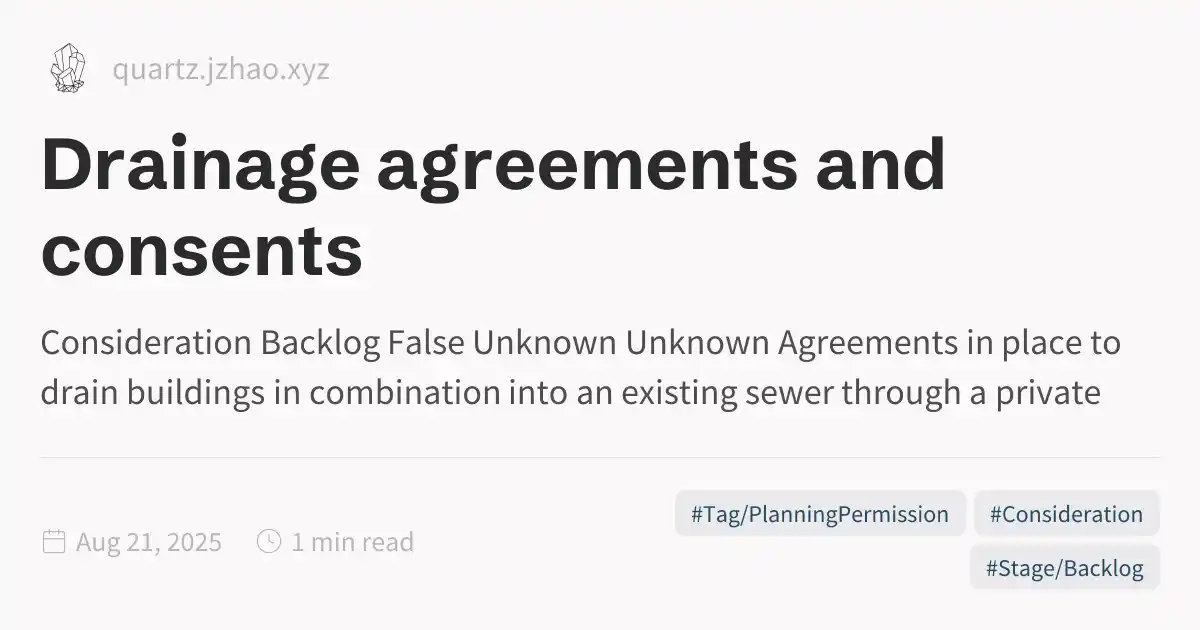 quartz.jzhao.xyz
Drainage agreements and
consents
Consideration Backlog False Unknown Unknown Agreements in place to
drain buildings in combination into an existing sewer through a private
Aug 21, 2025
1 min read
#Tag/PlanningPermission
#Consideration
#Stage/Backlog